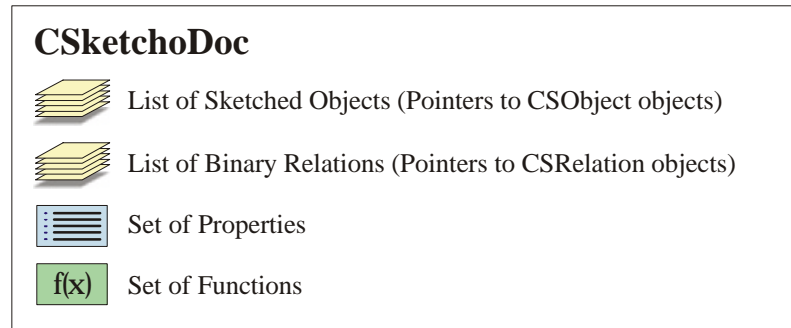 CSketchoDoc
List of Sketched Objects (Pointers to CSObject objects)
List of Binary Relations (Pointers to CSRelation objects)
Set of Properties
f(x) Set of Functions